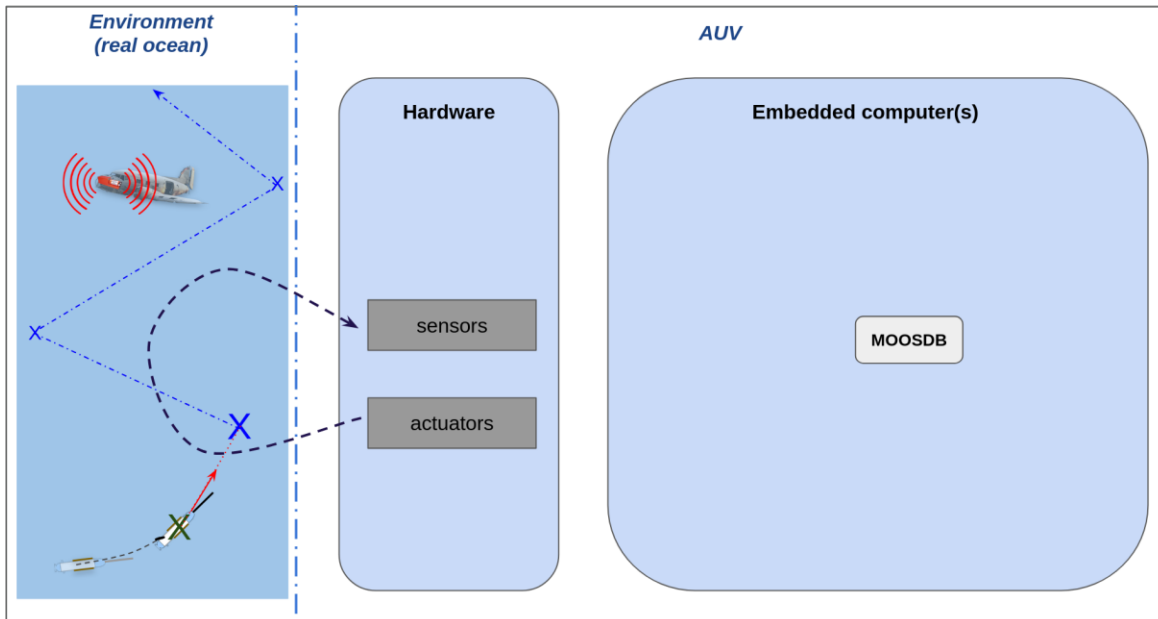 Environment
(real ocean)
AUV
Hardware
Embedded computer(s)
sensors
actuators
MOOSDB
X
X
X
X